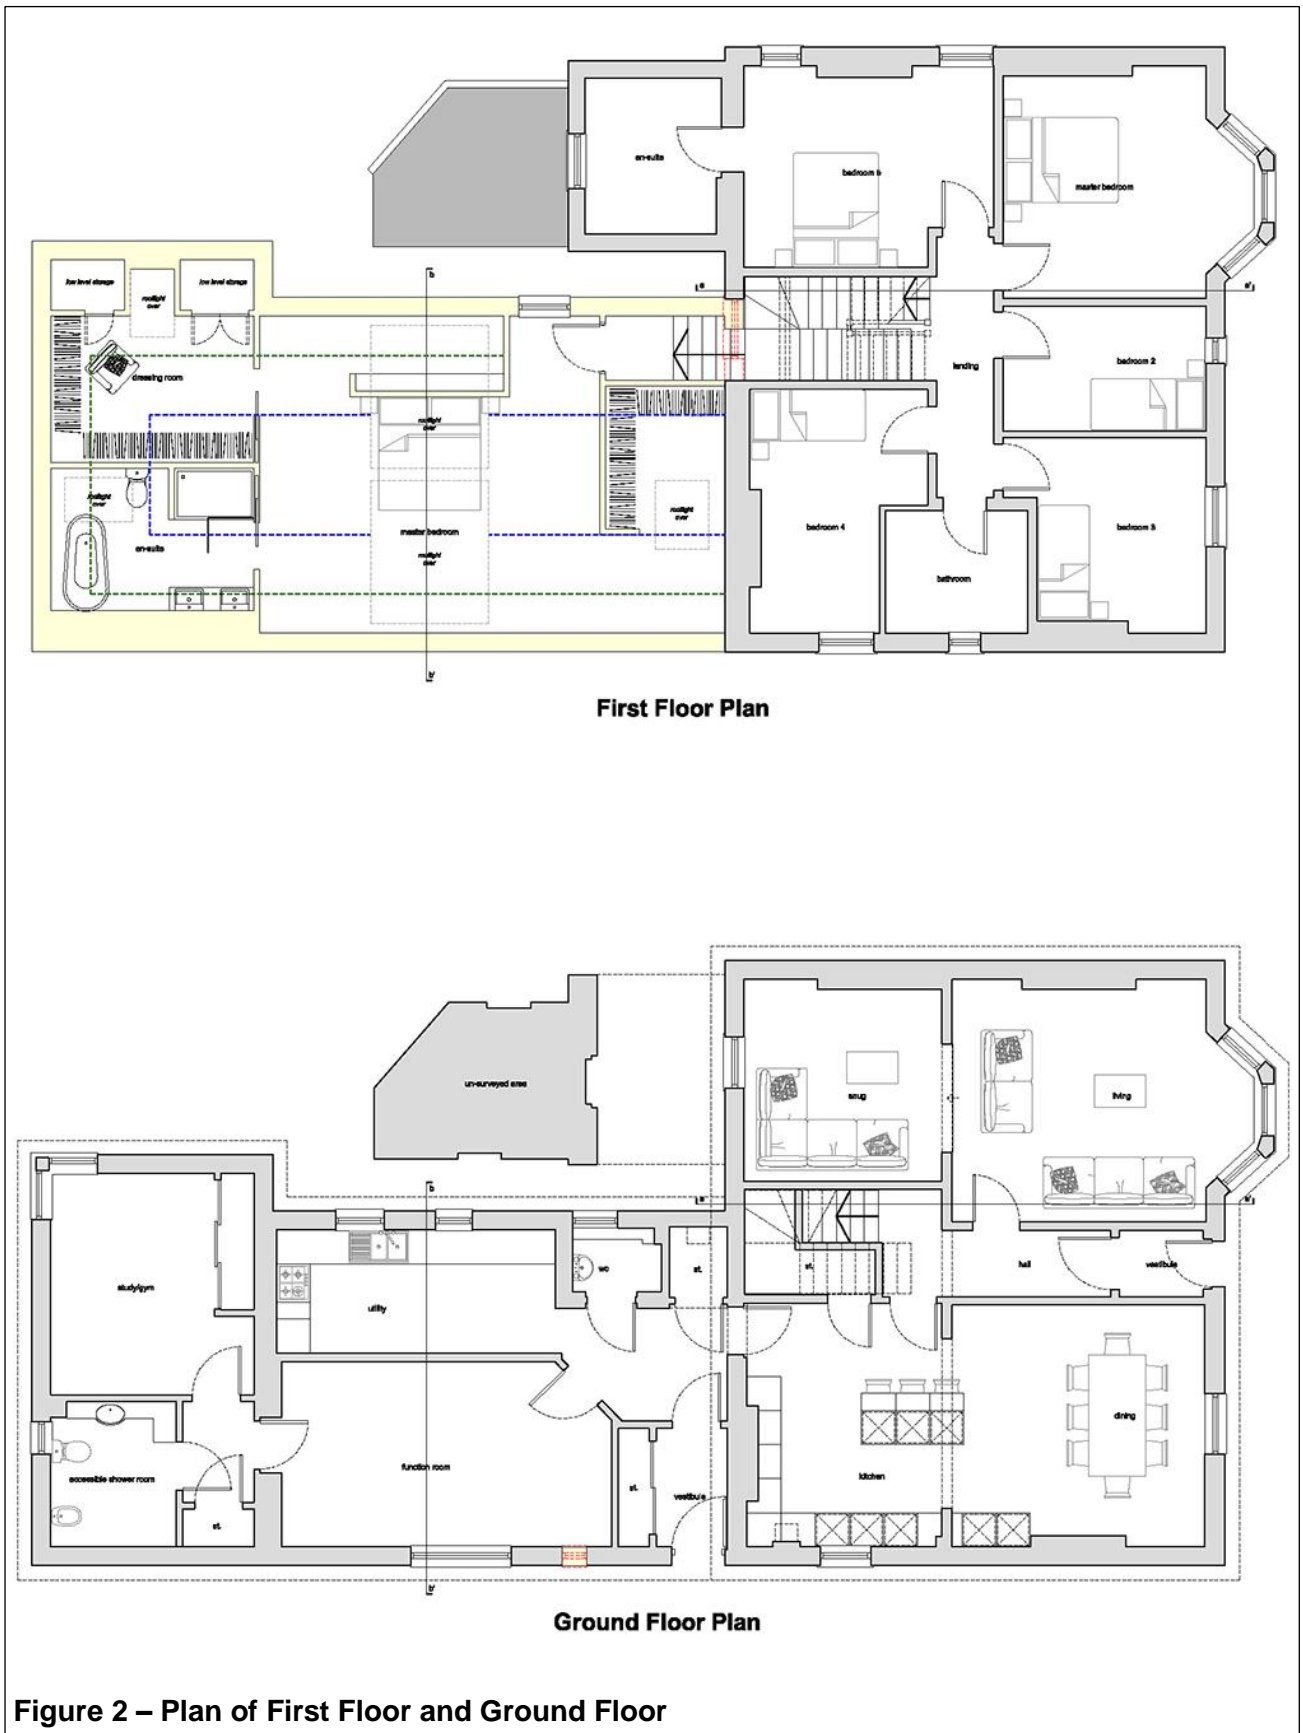 en-suite
bedroom 5
master bedroom
low level storage
rooflight
over
low level storage
b
a
a'
dressing room
landing
bedroom 2
rooflight
over
rooflight
over
rooflight
over
en-suite
master bedroom
rooflight
over
bedroom 4
bedroom 3
bathroom
b'
First Floor Plan
un-surveyed area
snug
living
b
a
a'
study/gym
wc
st.
st.
hall
vestibule
utility
dining
function room
kitchen
accessible shower room
st.
vestibule
st.
b'
Ground Floor Plan
Figure 2 – Plan of First Floor and Ground Floor